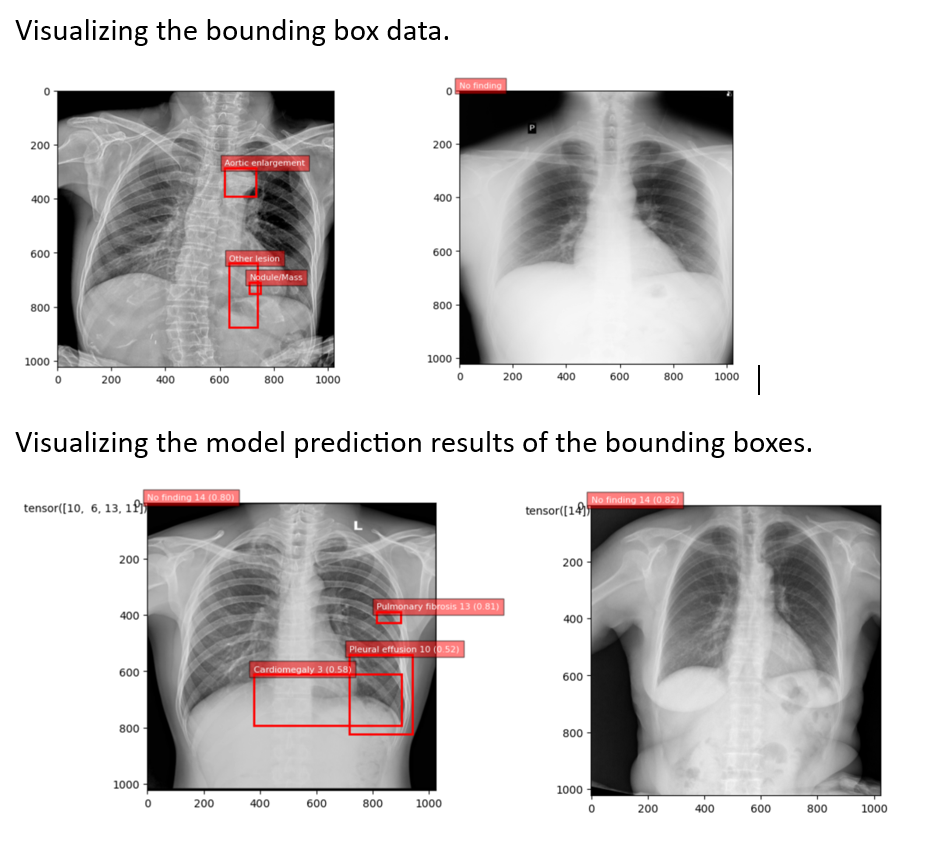 Visualizing the bounding box data.
No finding
0
0
P
200
200
Aortic enlargement
400
400
600
Other lesion
600
Nodule/Mass
800
800
1000
1000
0 200 400 600 800 1000
0 200 400 600 800 1000
Visualizing the model prediction results of the bounding boxes.
No finding 14 (0.80)
No finding 14 (0.82)
0
0
tensor([10, 6, 13, 11])
tensor([14])
L
200
200
400
Pulmonary fibrosis 13 (0.81)
400
Pleural effusion 10 (0.52)
600
Cardiomegaly 3 (0.58)
600
800
800
1000
1000
0 200 400 600 800 1000
0 200 400 600 800 1000